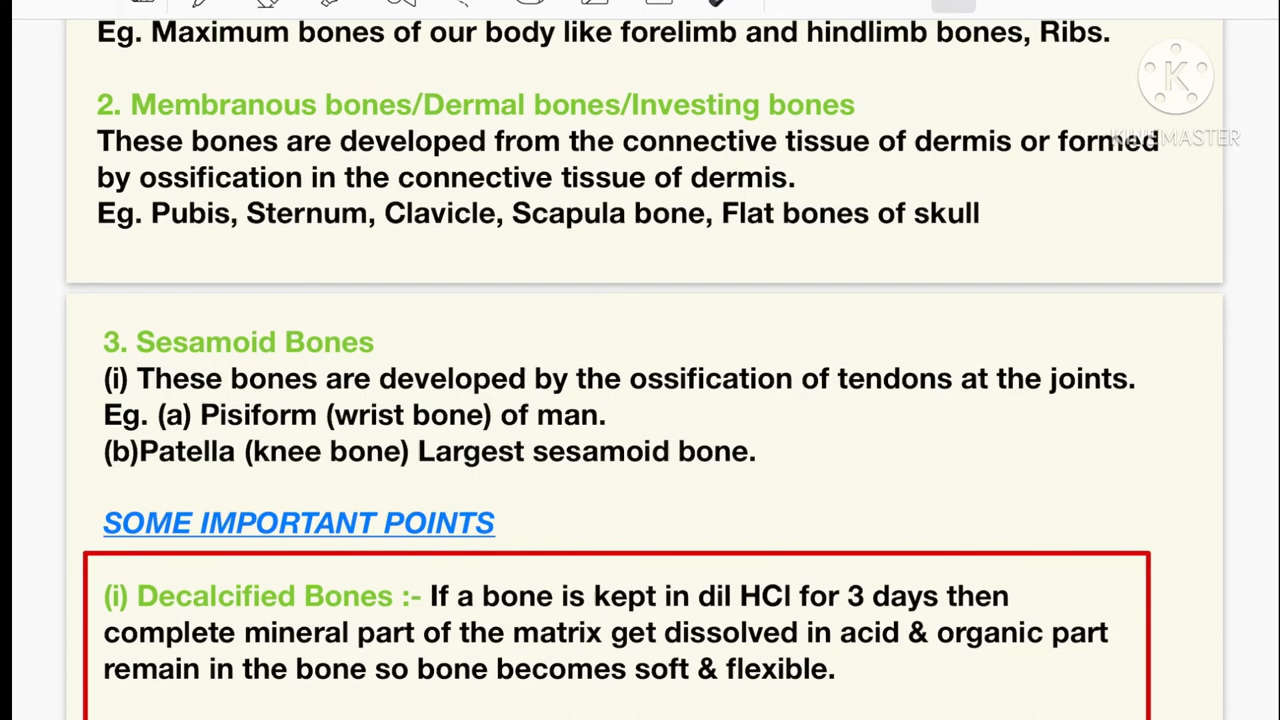 Eg. Maximum bones of our body like forelimb and hindlimb bones, Ribs.
2. Membranous bones/Dermal bones/Investing bones
These bones are developed from the connective tissue of dermis or formed
by ossification in the connective tissue of dermis.
Eg. Pubis, Sternum, Clavicle, Scapula bone, Flat bones of skull
K
KINEMASTER
3. Sesamoid Bones
(i) These bones are developed by the ossification of tendons at the joints.
Eg. (a) Pisiform (wrist bone) of man.
(b)Patella (knee bone) Largest sesamoid bone.
SOME IMPORTANT POINTS
(i) Decalcified Bones :- If a bone is kept in dil HCl for 3 days then
complete mineral part of the matrix get dissolved in acid & organic part
remain in the bone so bone becomes soft & flexible.